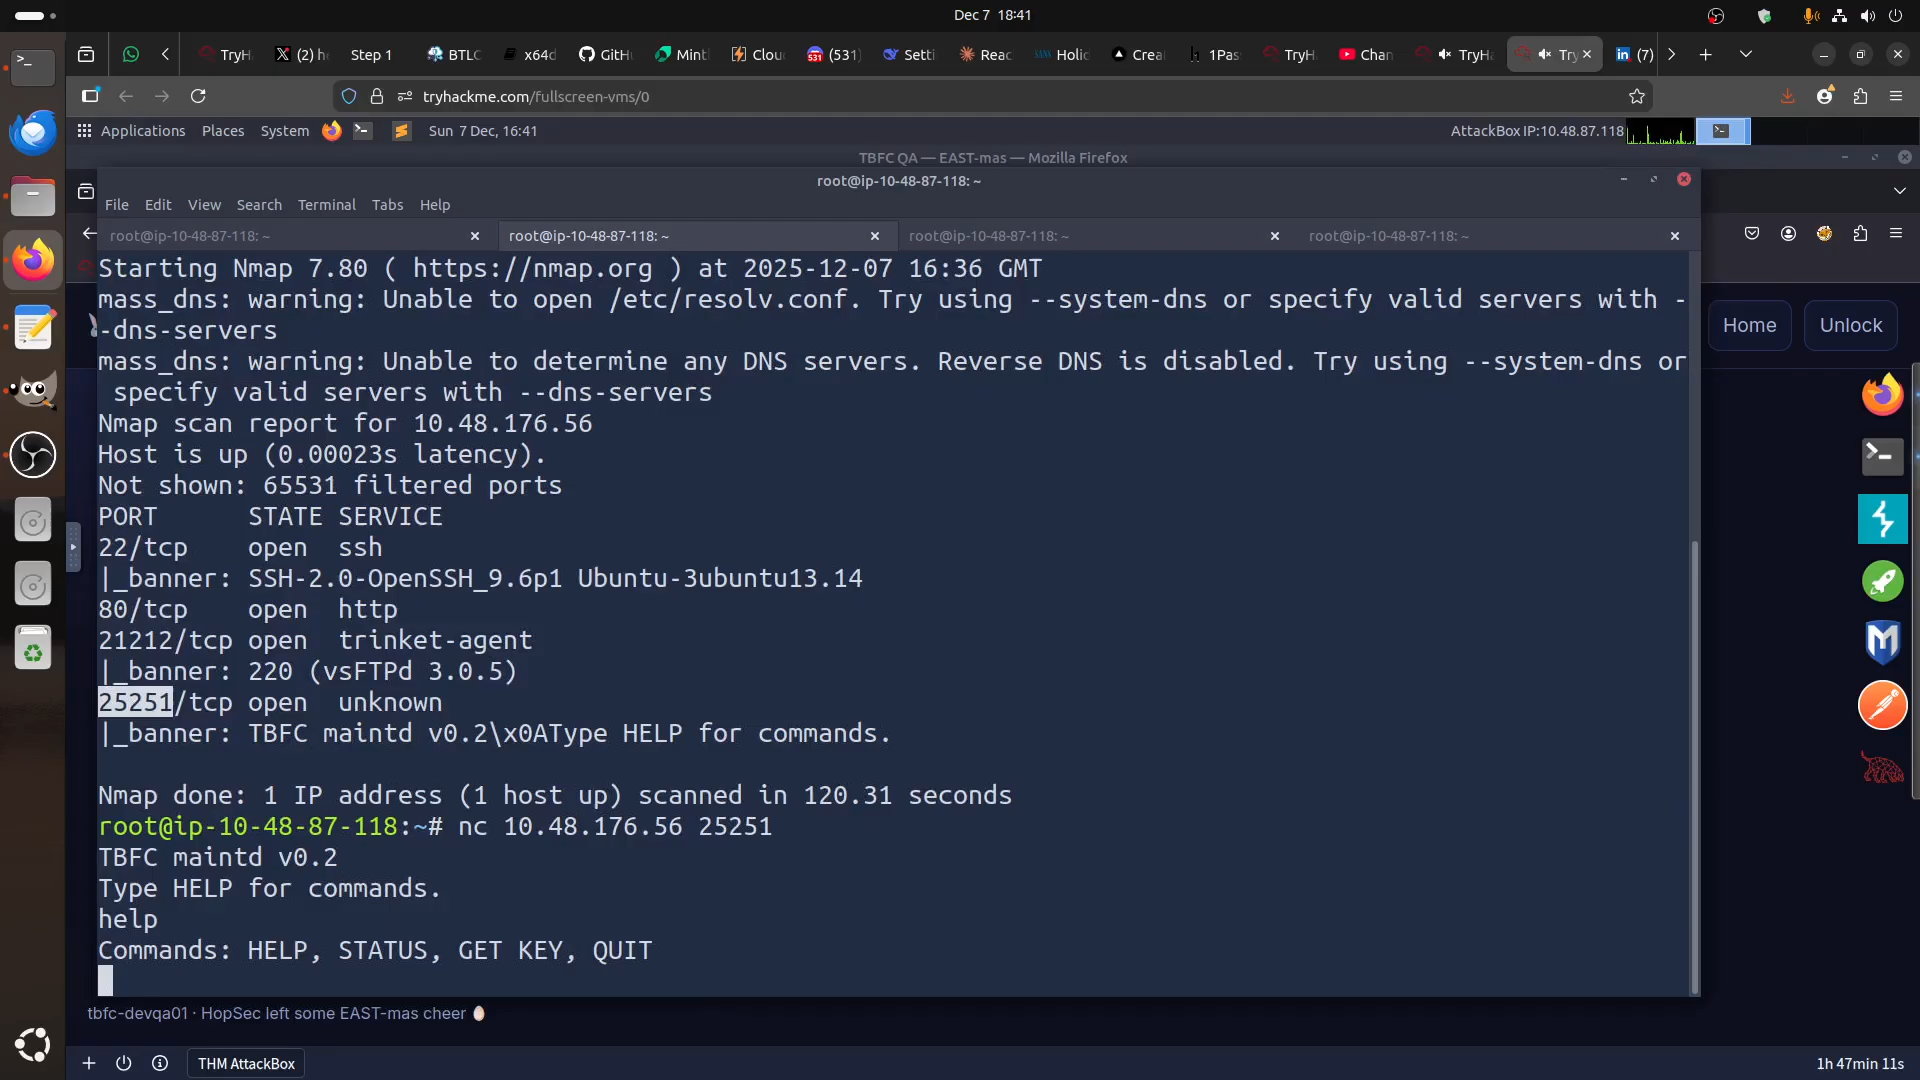 Dec 7 18:41
TryH
(2) h
Step 1
BTLC
x64d
GitHu
Mint
Clou
(531)
Setti
Reac
Holid
Crea
1Pas
TryH
Chan
TryHa
Try
(7)
tryhackme.com/fullscreen-vms/0
Applications Places System Sun 7 Dec, 16:41 AttackBox IP:10.48.87.118
TBFC QA — EAST-mas — Mozilla Firefox
root@ip-10-48-87-118: ~
File Edit View Search Terminal Tabs Help
root@ip-10-48-87-118: ~ root@ip-10-48-87-118: ~ root@ip-10-48-87-118: ~ root@ip-10-48-87-118: ~
Home Unlock
Starting Nmap 7.80 ( https://nmap.org ) at 2025-12-07 16:36 GMT
mass_dns: warning: Unable to open /etc/resolv.conf. Try using --system-dns or specify valid servers with -
-dns-servers
mass_dns: warning: Unable to determine any DNS servers. Reverse DNS is disabled. Try using --system-dns or
specify valid servers with --dns-servers
Nmap scan report for 10.48.176.56
Host is up (0.00023s latency).
Not shown: 65531 filtered ports
PORT STATE SERVICE
22/tcp open ssh
|_banner: SSH-2.0-OpenSSH_9.6p1 Ubuntu-3ubuntu13.14
80/tcp open http
21212/tcp open trinket-agent
|_banner: 220 (vsFTPd 3.0.5)
25251/tcp open unknown
|_banner: TBFC maintd v0.2\x0AType HELP for commands.
Nmap done: 1 IP address (1 host up) scanned in 120.31 seconds
root@ip-10-48-87-118:~# nc 10.48.176.56 25251
TBFC maintd v0.2
Type HELP for commands.
help
Commands: HELP, STATUS, GET KEY, QUIT
tbfc-devqa01 · HopSec left some EAST-mas cheer
THM AttackBox
1h 47min 11s